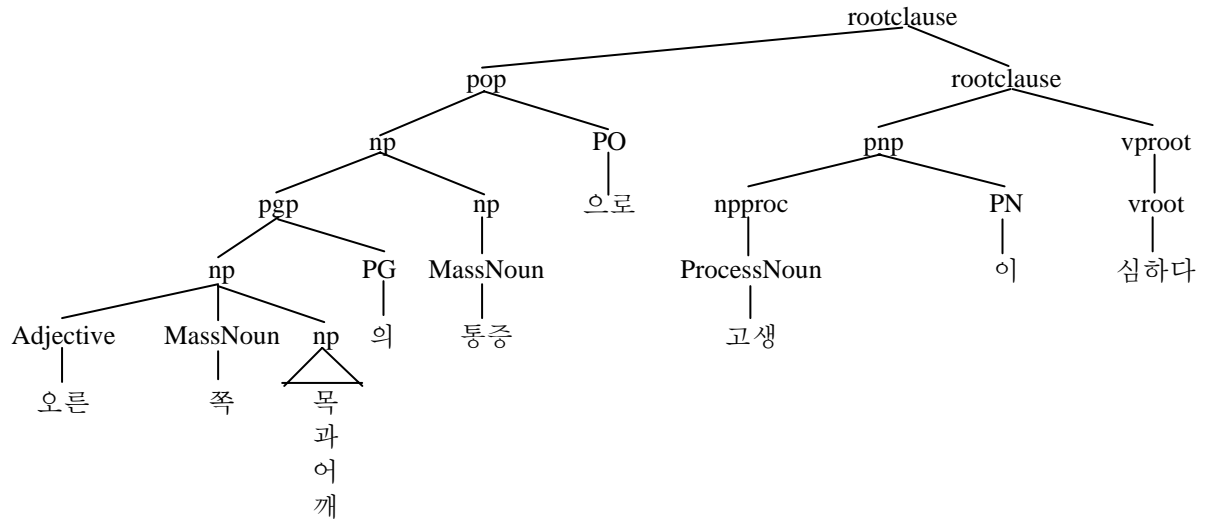 rootclause
pop rootclause
np PO pnp vproot
pgp np 으로 npproc PN vroot
np PG MassNoun ProcessNoun 이 심하다
Adjective MassNoun np 의 통증 고생
오른 쪽 목
과
어
깨